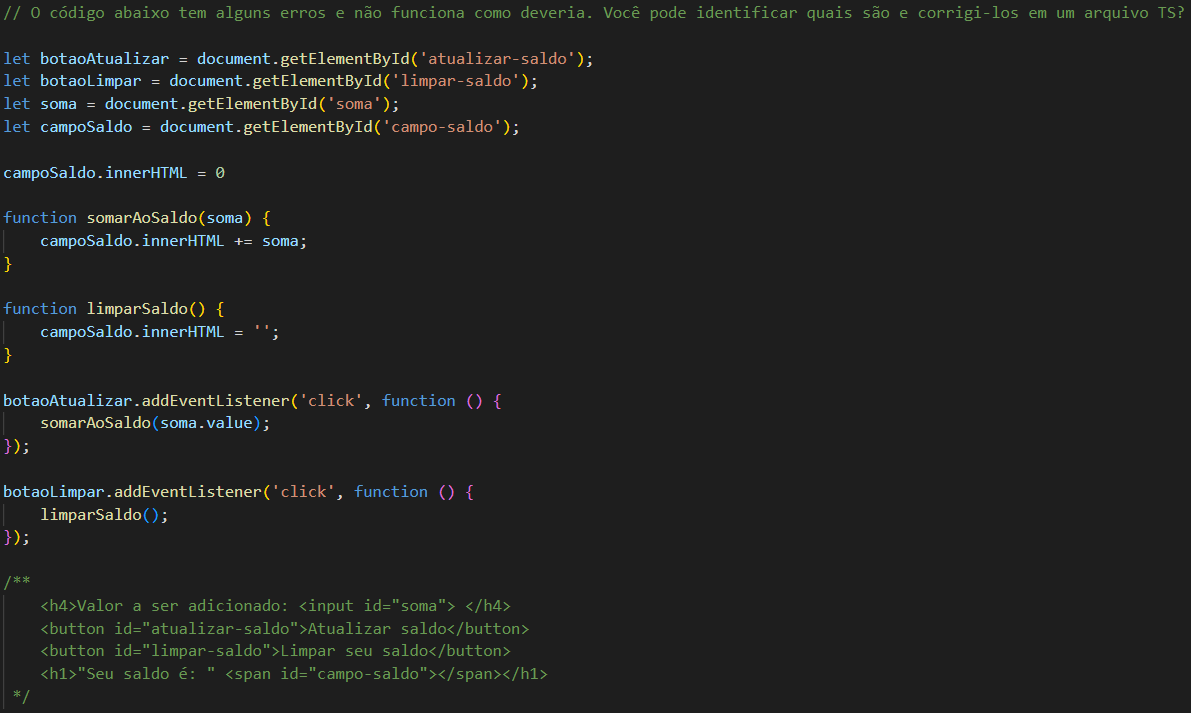 // O código abaixo tem alguns erros e não funciona como deveria. Você pode identificar quais são e corrigi-los em um arquivo TS?
let botaoAtualizar = document.getElementById('atualizar-saldo');
let botaoLimpar = document.getElementById('limpar-saldo');
let soma = document.getElementById('soma');
let campoSaldo = document.getElementById('campo-saldo');
campoSaldo.innerHTML = 0
function somarAoSaldo(soma) {
    campoSaldo.innerHTML += soma;
}
function limparSaldo() {
    campoSaldo.innerHTML = '';
}
botaoAtualizar.addEventListener('click', function () {
    somarAoSaldo(soma.value);
});
botaoLimpar.addEventListener('click', function () {
    limparSaldo();
});
/**
    <h4>Valor a ser adicionado: <input id="soma"> </h4>
    <button id="atualizar-saldo">Atualizar saldo</button>
    <button id="limpar-saldo">Limpar seu saldo</button>
    <h1>"Seu saldo é: " <span id="campo-saldo"></span></h1>
 */